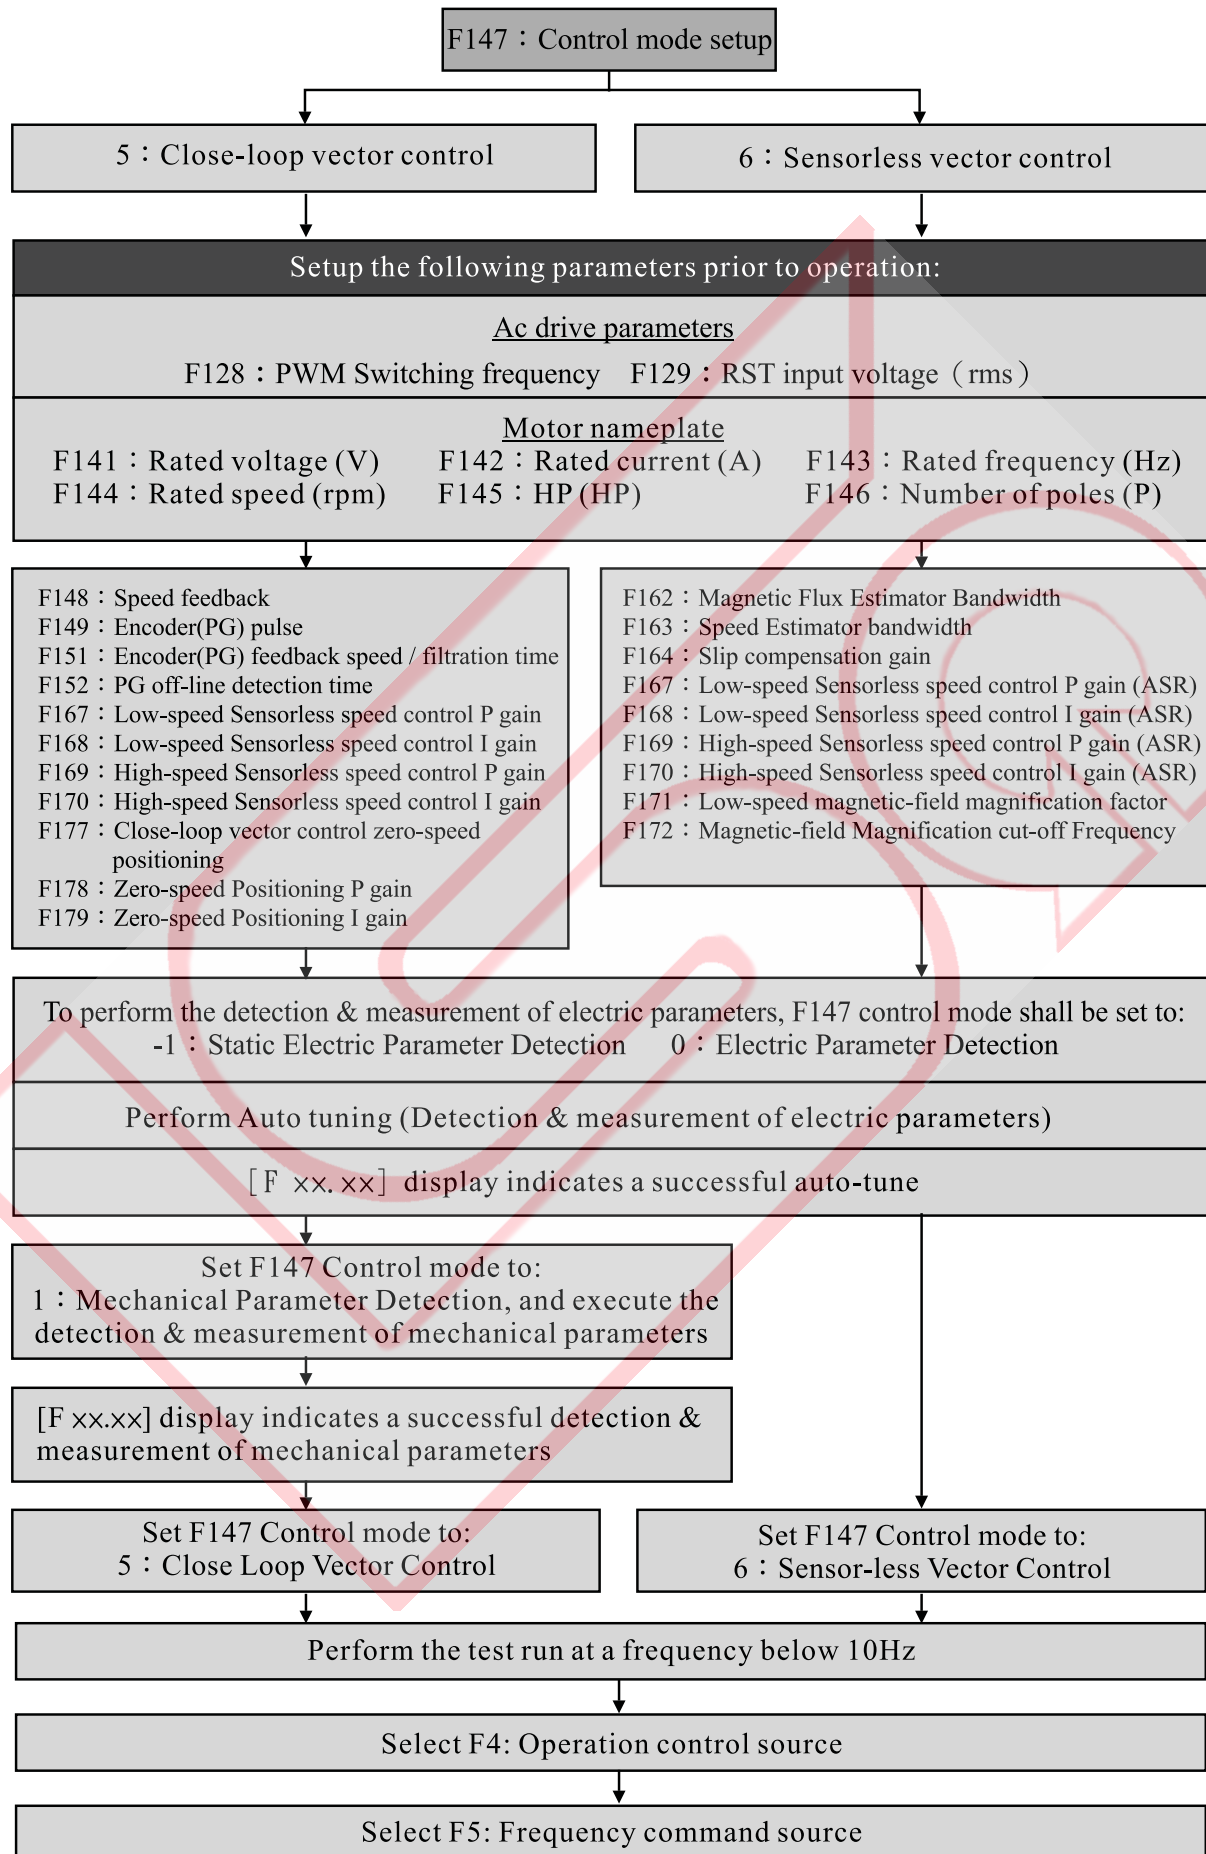 F147：Control mode setup
5：Close-loop vector control
6：Sensorless vector control
Setup the following parameters prior to operation:
Ac drive parameters
F128：PWM Switching frequency F129：RST input voltage（rms）
Motor nameplate
F141：Rated voltage (V) F142：Rated current (A) F143：Rated frequency (Hz)
F144：Rated speed (rpm) F145：HP (HP) F146：Number of poles (P)
F148：Speed feedback
F149：Encoder(PG) pulse
F151：Encoder(PG) feedback speed / filtration time
F152：PG off-line detection time
F167：Low-speed Sensorless speed control P gain
F168：Low-speed Sensorless speed control I gain
F169：High-speed Sensorless speed control P gain
F170：High-speed Sensorless speed control I gain
F177：Close-loop vector control zero-speed
positioning
F178：Zero-speed Positioning P gain
F179：Zero-speed Positioning I gain
F162：Magnetic Flux Estimator Bandwidth
F163：Speed Estimator bandwidth
F164：Slip compensation gain
F167：Low-speed Sensorless speed control P gain (ASR)
F168：Low-speed Sensorless speed control I gain (ASR)
F169：High-speed Sensorless speed control P gain (ASR)
F170：High-speed Sensorless speed control I gain (ASR)
F171：Low-speed magnetic-field magnification factor
F172：Magnetic-field Magnification cut-off Frequency
To perform the detection & measurement of electric parameters, F147 control mode shall be set to:
-1：Static Electric Parameter Detection 0：Electric Parameter Detection
Perform Auto tuning (Detection & measurement of electric parameters)
［F ××.××］display indicates a successful auto-tune
Set F147 Control mode to:
1：Mechanical Parameter Detection, and execute the
detection & measurement of mechanical parameters
[F ××.××] display indicates a successful detection &
measurement of mechanical parameters
Set F147 Control mode to:
5：Close Loop Vector Control
Set F147 Control mode to:
6：Sensor-less Vector Control
Perform the test run at a frequency below 10Hz
Select F4: Operation control source
Select F5: Frequency command source